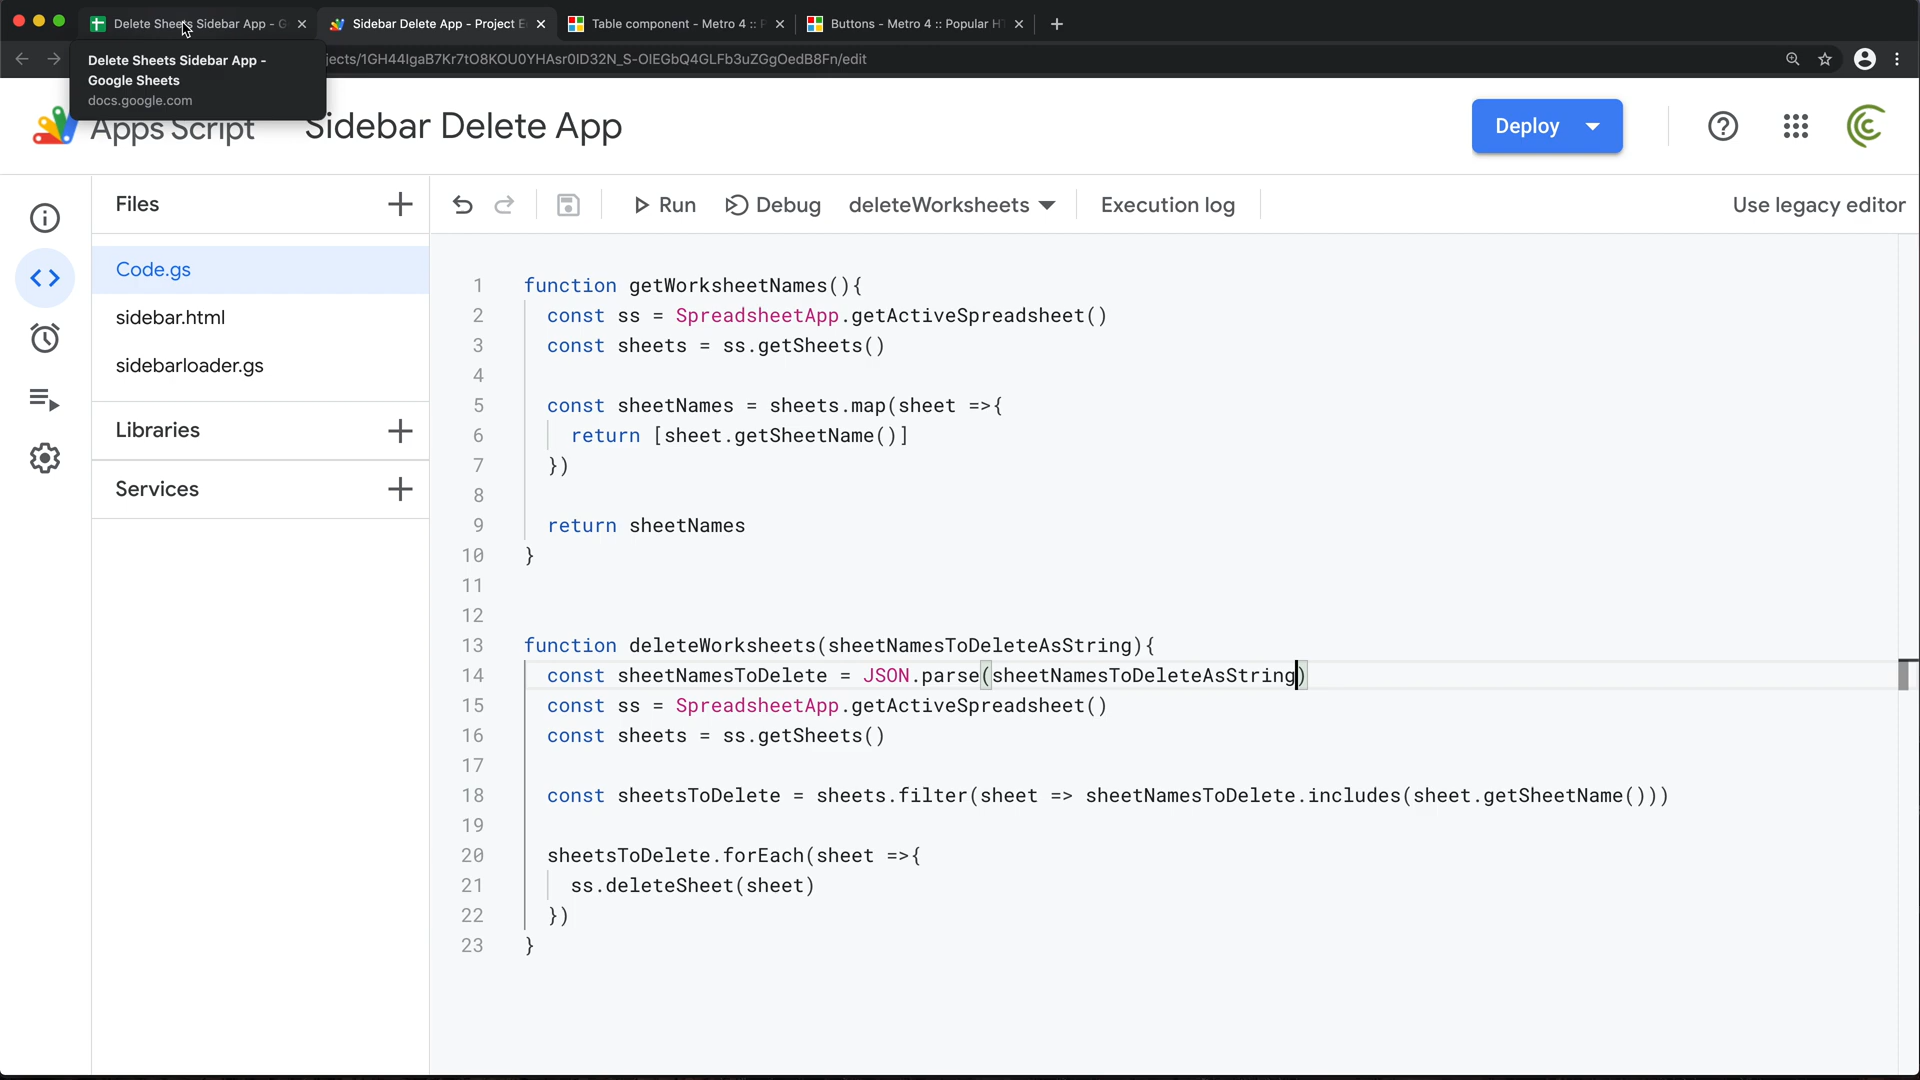 Delete Sheets Sidebar App - G
Sidebar Delete App - Project E
Table component - Metro 4 :: P
Buttons - Metro 4 :: Popular H
jects/1GH44IgaB7Kr7tO8KOU0YHAsr0ID32N_S-OIEGbQ4GLFb3uZGgOedB8Fn/edit
Delete Sheets Sidebar App -
Google Sheets
docs.google.com
Apps Script
Sidebar Delete App
Deploy
Files
Run
Debug
deleteWorksheets
Execution log
Use legacy editor
Code.gs
sidebar.html
sidebarloader.gs
Libraries
Services
1 function getWorksheetNames(){
2 const ss = SpreadsheetApp.getActiveSpreadsheet()
3 const sheets = ss.getSheets()
4
5 const sheetNames = sheets.map(sheet =>{
6 return [sheet.getSheetName()]
7 })
8
9 return sheetNames
10 }
11
12
13 function deleteWorksheets(sheetNamesToDeleteAsString){
14 const sheetNamesToDelete = JSON.parse(sheetNamesToDeleteAsString)
15 const ss = SpreadsheetApp.getActiveSpreadsheet()
16 const sheets = ss.getSheets()
17
18 const sheetsToDelete = sheets.filter(sheet => sheetNamesToDelete.includes(sheet.getSheetName()))
19
20 sheetsToDelete.forEach(sheet =>{
21 ss.deleteSheet(sheet)
22 })
23 }